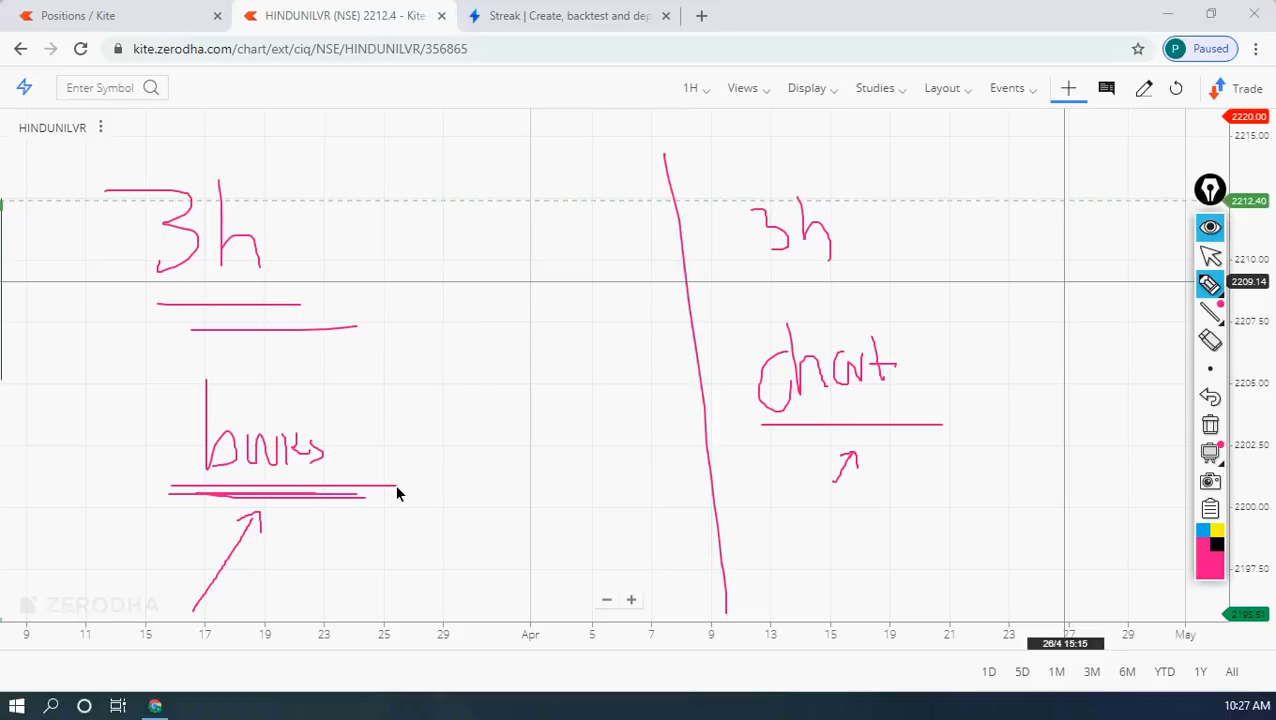 Positions / Kite
HINDUNILVR (NSE) 2212.4 - Kite
Streak | Create, backtest and dep
kite.zerodha.com/chart/ext/ciq/NSE/HINDUNILVR/356865
P Paused
Enter Symbol
1H Views Display Studies Layout Events Trade
HINDUNILVR
2220.00
2215.00
2212.40
2210.00
2209.14
2207.50
2205.00
2202.50
2200.00
2197.50
2195.51
3h
3h
chart
ZERODHA
9 11 15 17 19 23 25 29 Apr 5 7 9 13 15 19 21 23 27 29 May
26/4 15:15
1D 5D 1M 3M 6M YTD 1Y All
10:27 AM